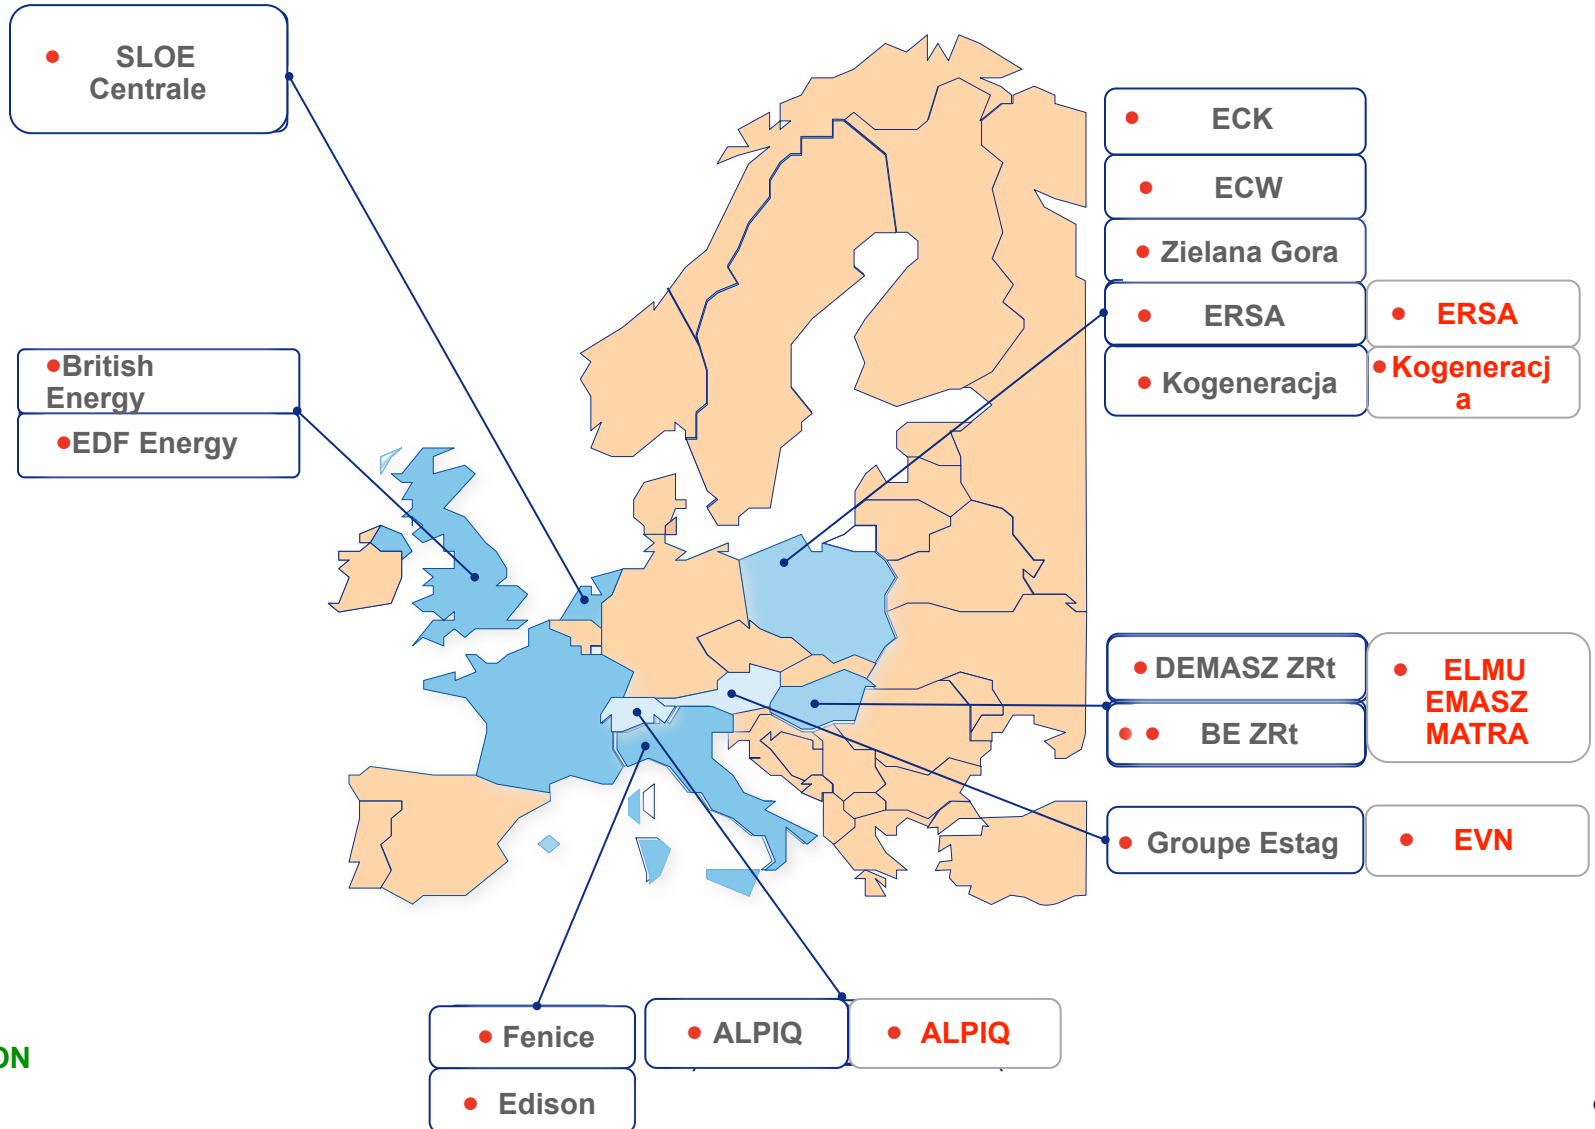 SLOE
Centrale
British
Energy
EDF Energy
ECK
ECW
Zielana Gora
ERSA
ERSA
Kogeneracja
Kogeneracj
a
DEMASZ ZRt
BE ZRt
ELMU
EMASZ
MATRA
Groupe Estag
EVN
Fenice
Edison
ALPIQ
ALPIQ
ON